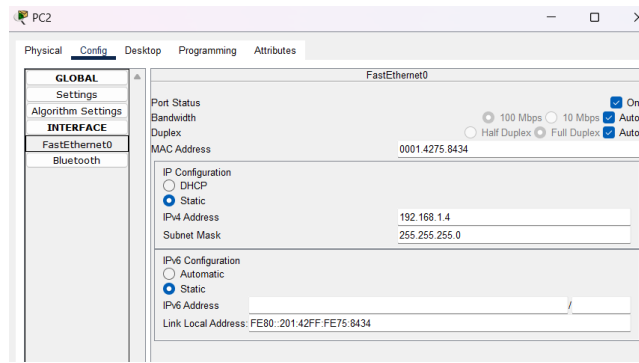 PC2
Physical Config Desktop Programming Attributes
GLOBAL
Settings
Algorithm Settings
INTERFACE
FastEthernet0
Bluetooth
FastEthernet0
Port Status On
Bandwidth 100 Mbps 10 Mbps Auto
Duplex Half Duplex Full Duplex Auto
MAC Address 0001.4275.8434
IP Configuration
DHCP
Static
IPv4 Address 192.168.1.4
Subnet Mask 255.255.255.0
IPv6 Configuration
Automatic
Static
IPv6 Address /
Link Local Address: FE80::201:42FF:FE75:8434